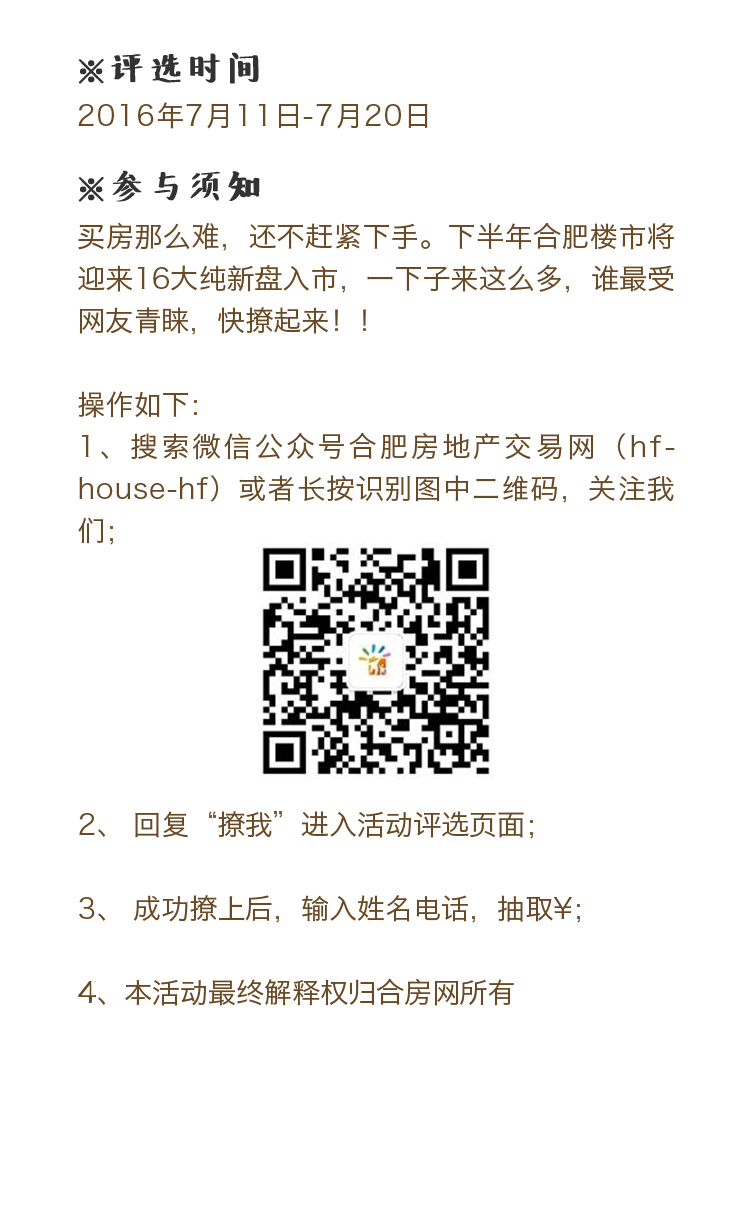 ※评选时间
2016年7月11日-7月20日
※参与须知
买房那么难，还不赶紧下手。下半年合肥楼市将
迎来16大纯新盘入市，一下子来这么多，谁最受
网友青睐，快撩起来！！
操作如下：
1、搜索微信公众号合肥房地产交易网（hf-
house-hf）或者长按识别图中二维码，关注我
们；
2、 回复“撩我”进入活动评选页面；
3、 成功撩上后，输入姓名电话，抽取¥；
4、本活动最终解释权归合房网所有